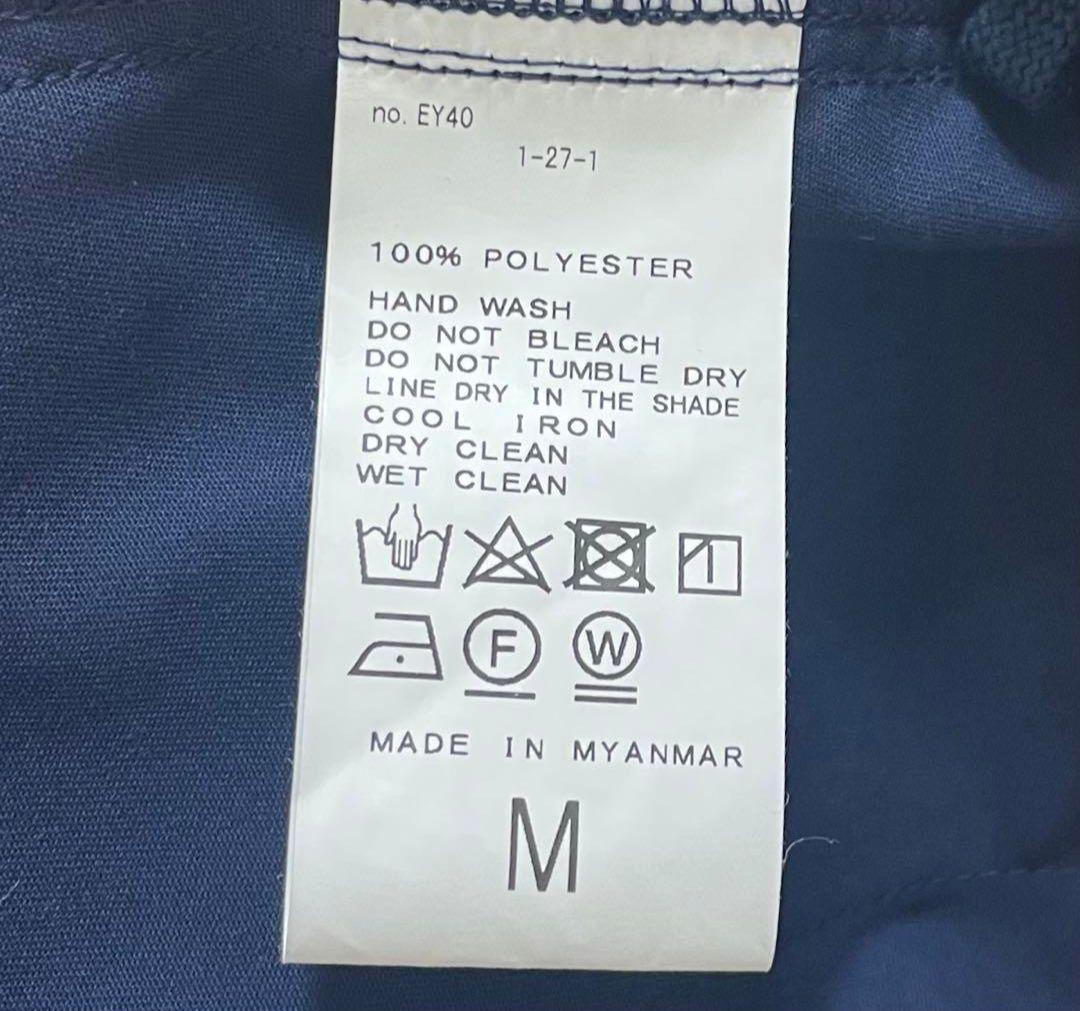 no. EY40
1-27-1
100% POLYESTER
HAND WASH
DO NOT BLEACH
DO NOT TUMBLE DRY
LINE DRY IN THE SHADE
COOL IRON
DRY CLEAN
WET CLEAN
F W
MADE IN MYANMAR
M